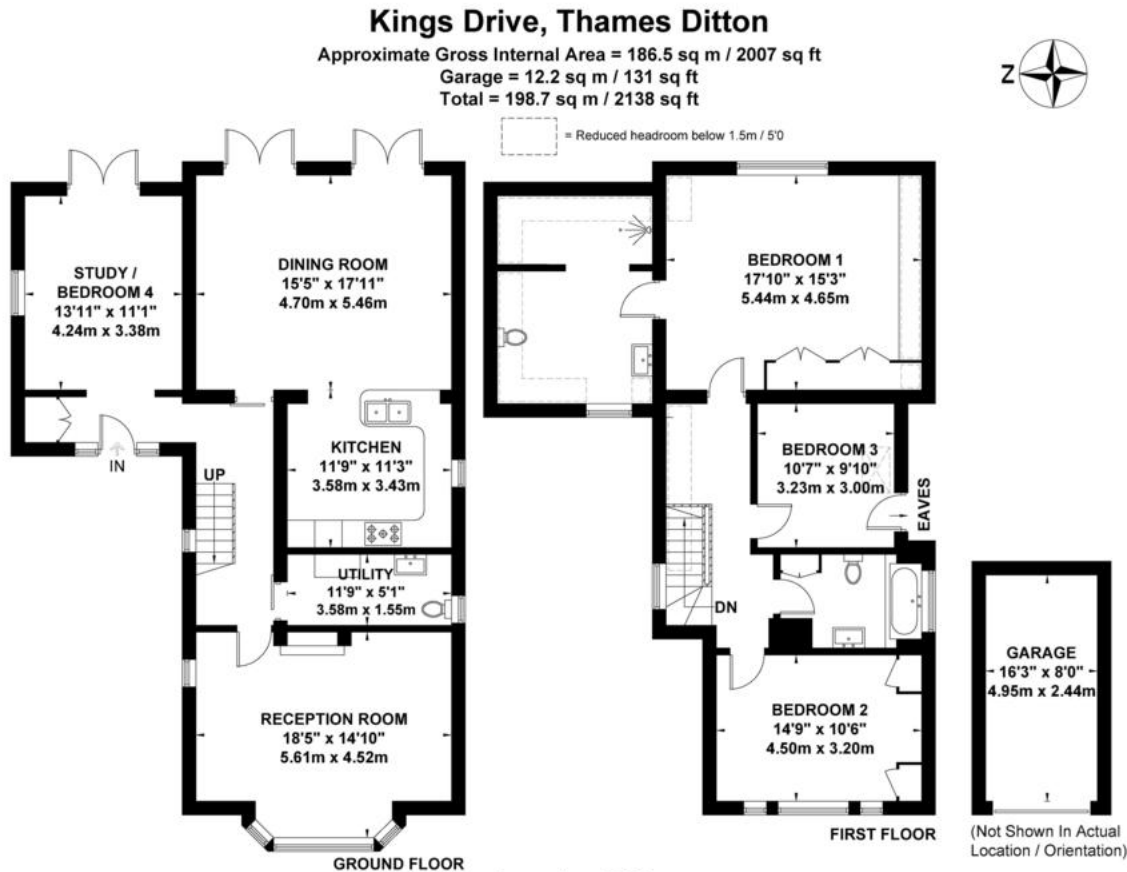 Kings Drive, Thames Ditton
Approximate Gross Internal Area = 186.5 sq m / 2007 sq ft
Garage = 12.2 sq m / 131 sq ft
Total = 198.7 sq m / 2138 sq ft
N
= Reduced headroom below 1.5m / 5'0
STUDY /
BEDROOM 4
13'11" x 11'1"
4.24m x 3.38m
DINING ROOM
15'5" x 17'11"
4.70m x 5.46m
IN
UP
KITCHEN
11'9" x 11'3"
3.58m x 3.43m
UTILITY
11'9" x 5'1"
3.58m x 1.55m
RECEPTION ROOM
18'5" x 14'10"
5.61m x 4.52m
GROUND FLOOR
BEDROOM 1
17'10" x 15'3"
5.44m x 4.65m
BEDROOM 3
10'7" x 9'10"
3.23m x 3.00m
EAVES
DN
BEDROOM 2
14'9" x 10'6"
4.50m x 3.20m
FIRST FLOOR
GARAGE
16'3" x 8'0"
4.95m x 2.44m
(Not Shown In Actual
Location / Orientation)